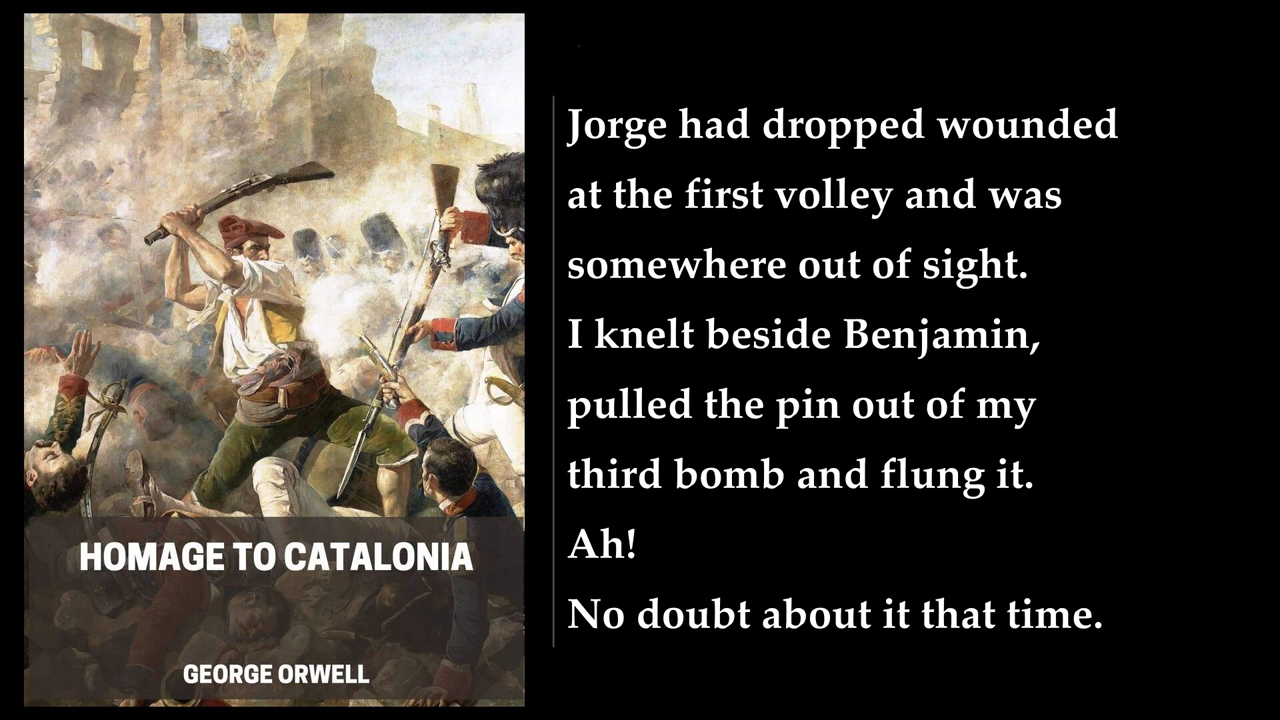 HOMAGE TO CATALONIA
GEORGE ORWELL
Jorge had dropped wounded
at the first volley and was
somewhere out of sight.
I knelt beside Benjamin,
pulled the pin out of my
third bomb and flung it.
Ah!
No doubt about it that time.